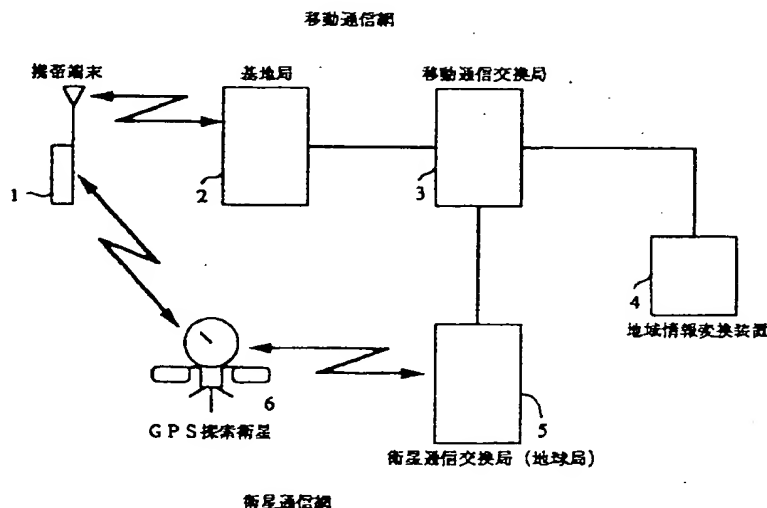 移動通信網
携帯端末
基地局
移動通信交換局
1
2
3
4
地域情報変換装置
6
GPS探索衛星
5
衛星通信交換局(地球局)
衛星通信網